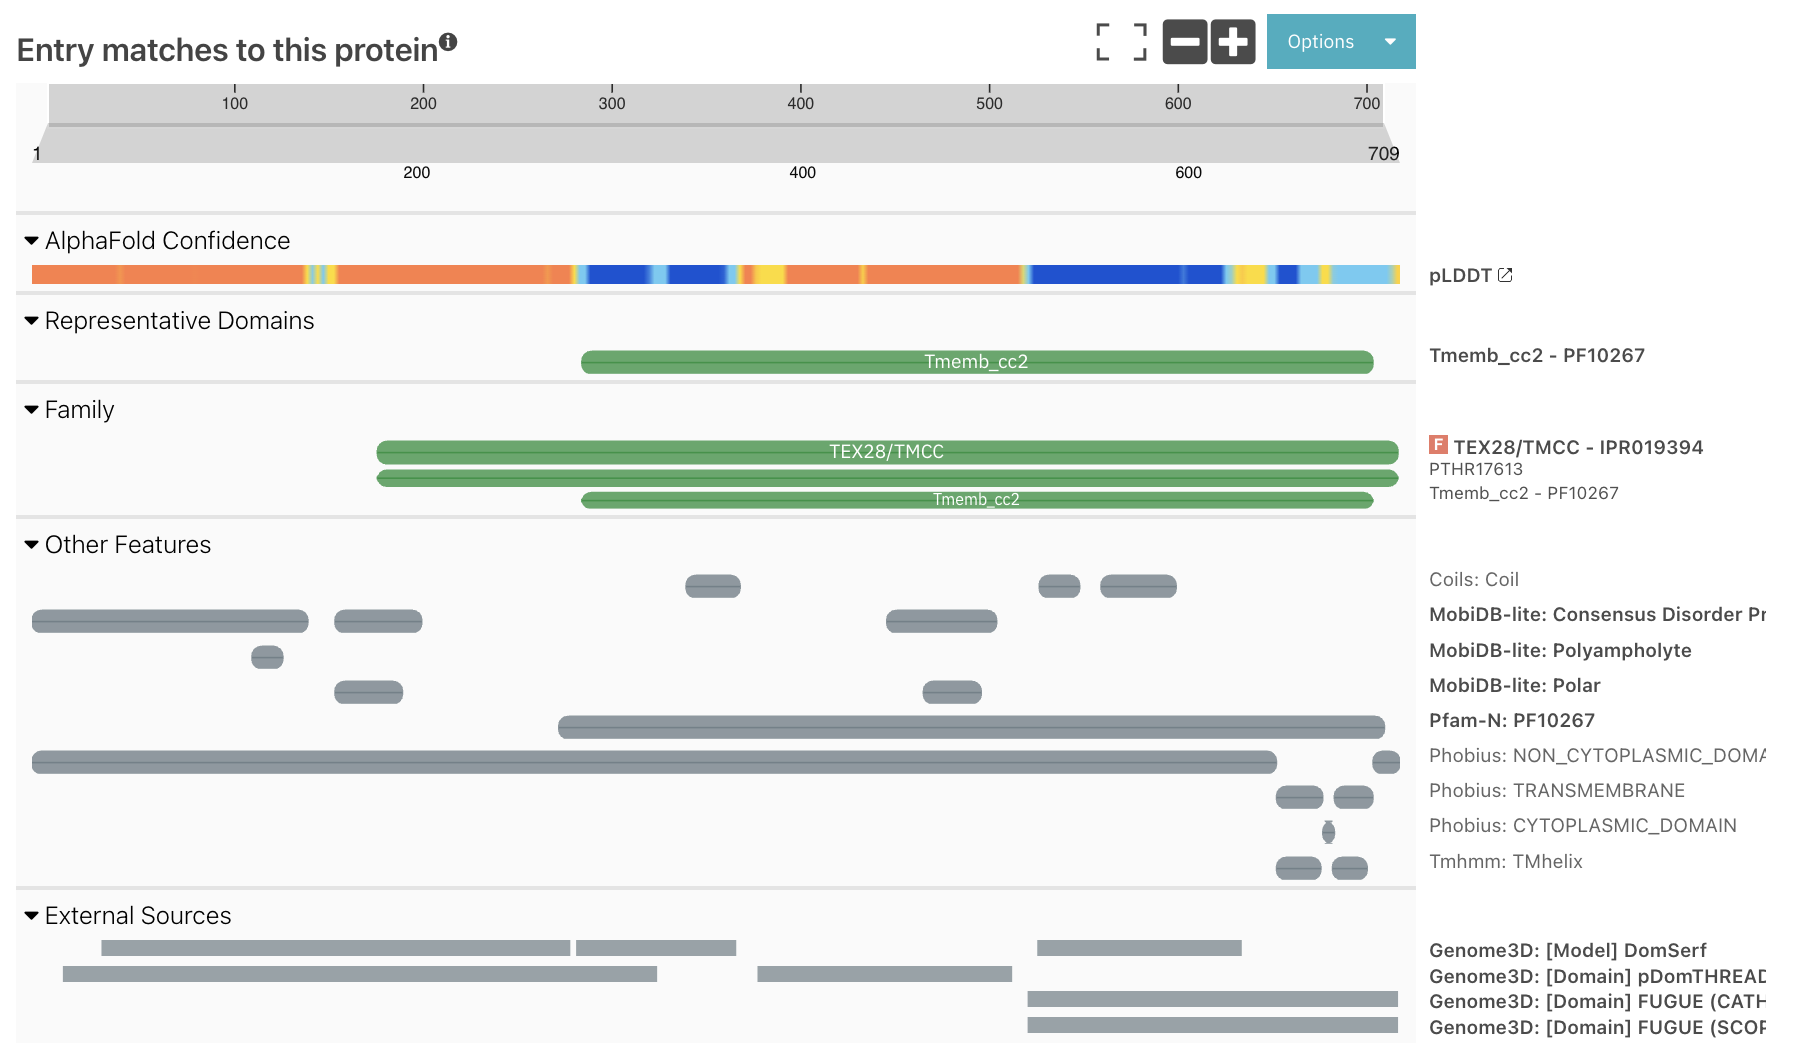 Entry matches to this protein
Options
100 200 300 400 500 600 700
1 709
200 400 600
AlphaFold Confidence
pLDDT
Representative Domains
Tmemb_cc2
Tmemb_cc2 - PF10267
Family
TEX28/TMCC
F TEX28/TMCC - IPR019394
PTHR17613
Tmemb_cc2
Tmemb_cc2 - PF10267
Other Features
Coils: Coil
MobiDB-lite: Consensus Disorder Pr
MobiDB-lite: Polyampholyte
MobiDB-lite: Polar
Pfam-N: PF10267
Phobius: NON_CYTOPLASMIC_DOMA
Phobius: TRANSMEMBRANE
Phobius: CYTOPLASMIC_DOMAIN
Tmhmm: TMhelix
External Sources
Genome3D: [Model] DomSerf
Genome3D: [Domain] pDomTHREAD
Genome3D: [Domain] FUGUE (CATH
Genome3D: [Domain] FUGUE (SCOP